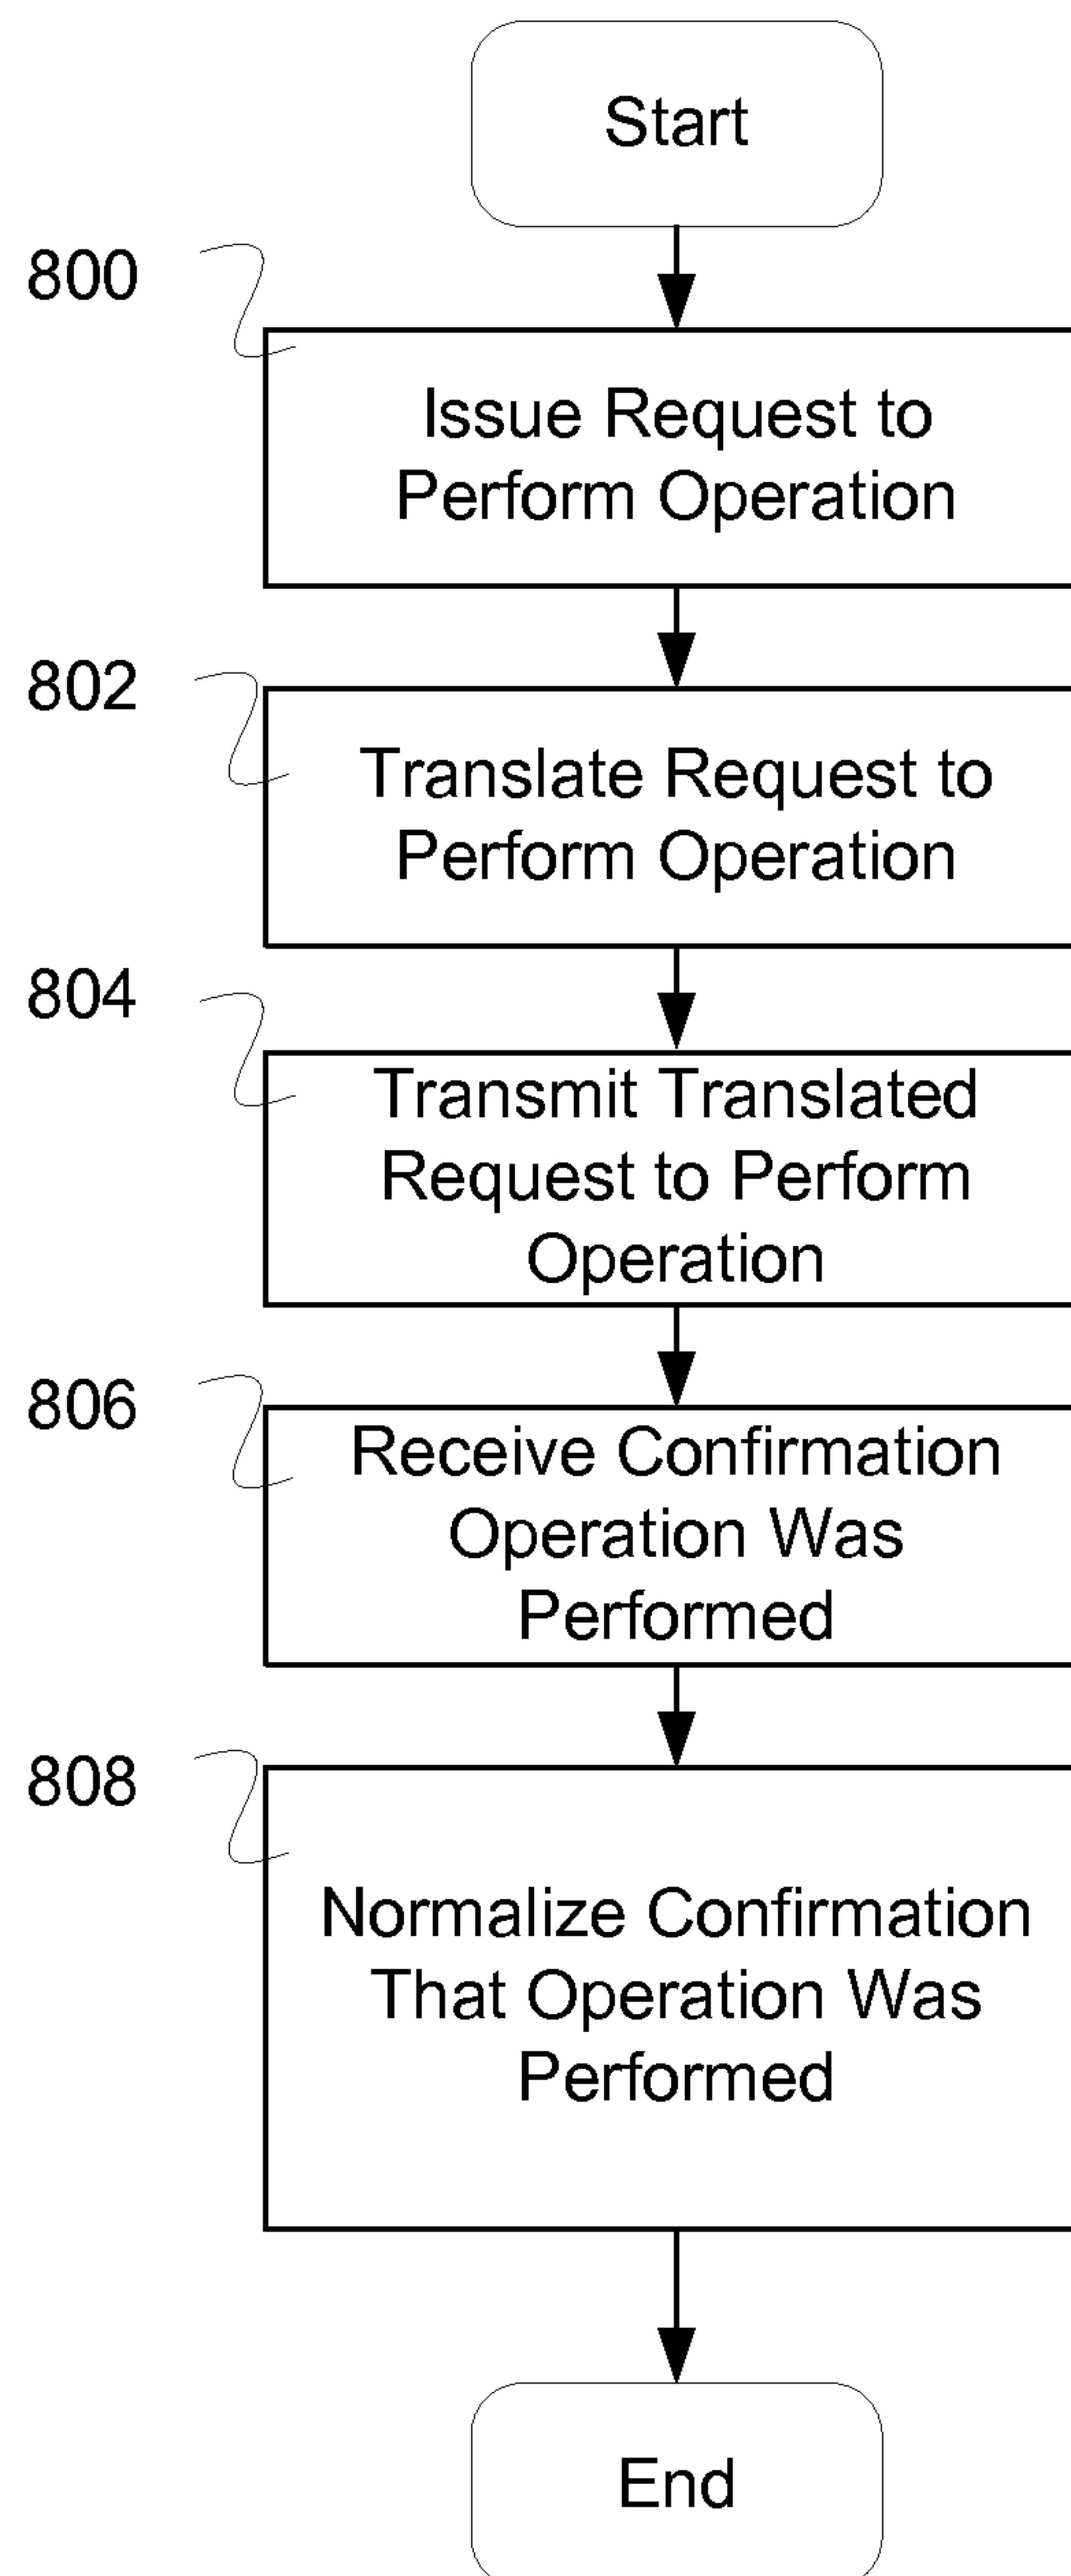 Start
800
Issue Request to
Perform Operation
802
Translate Request to
Perform Operation
804
Transmit Translated
Request to Perform
Operation
806
Receive Confirmation
Operation Was
Performed
808
Normalize Confirmation
That Operation Was
Performed
End